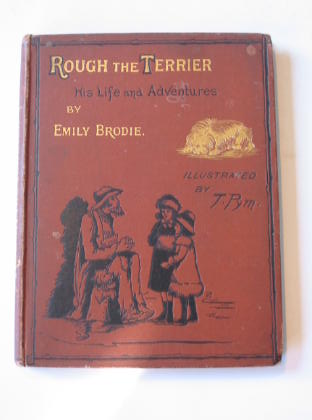 ROUGH THE TERRIER
His Life and Adventures
BY
EMILY BRODIE.
ILLUSTRATED
BY T. Pym.